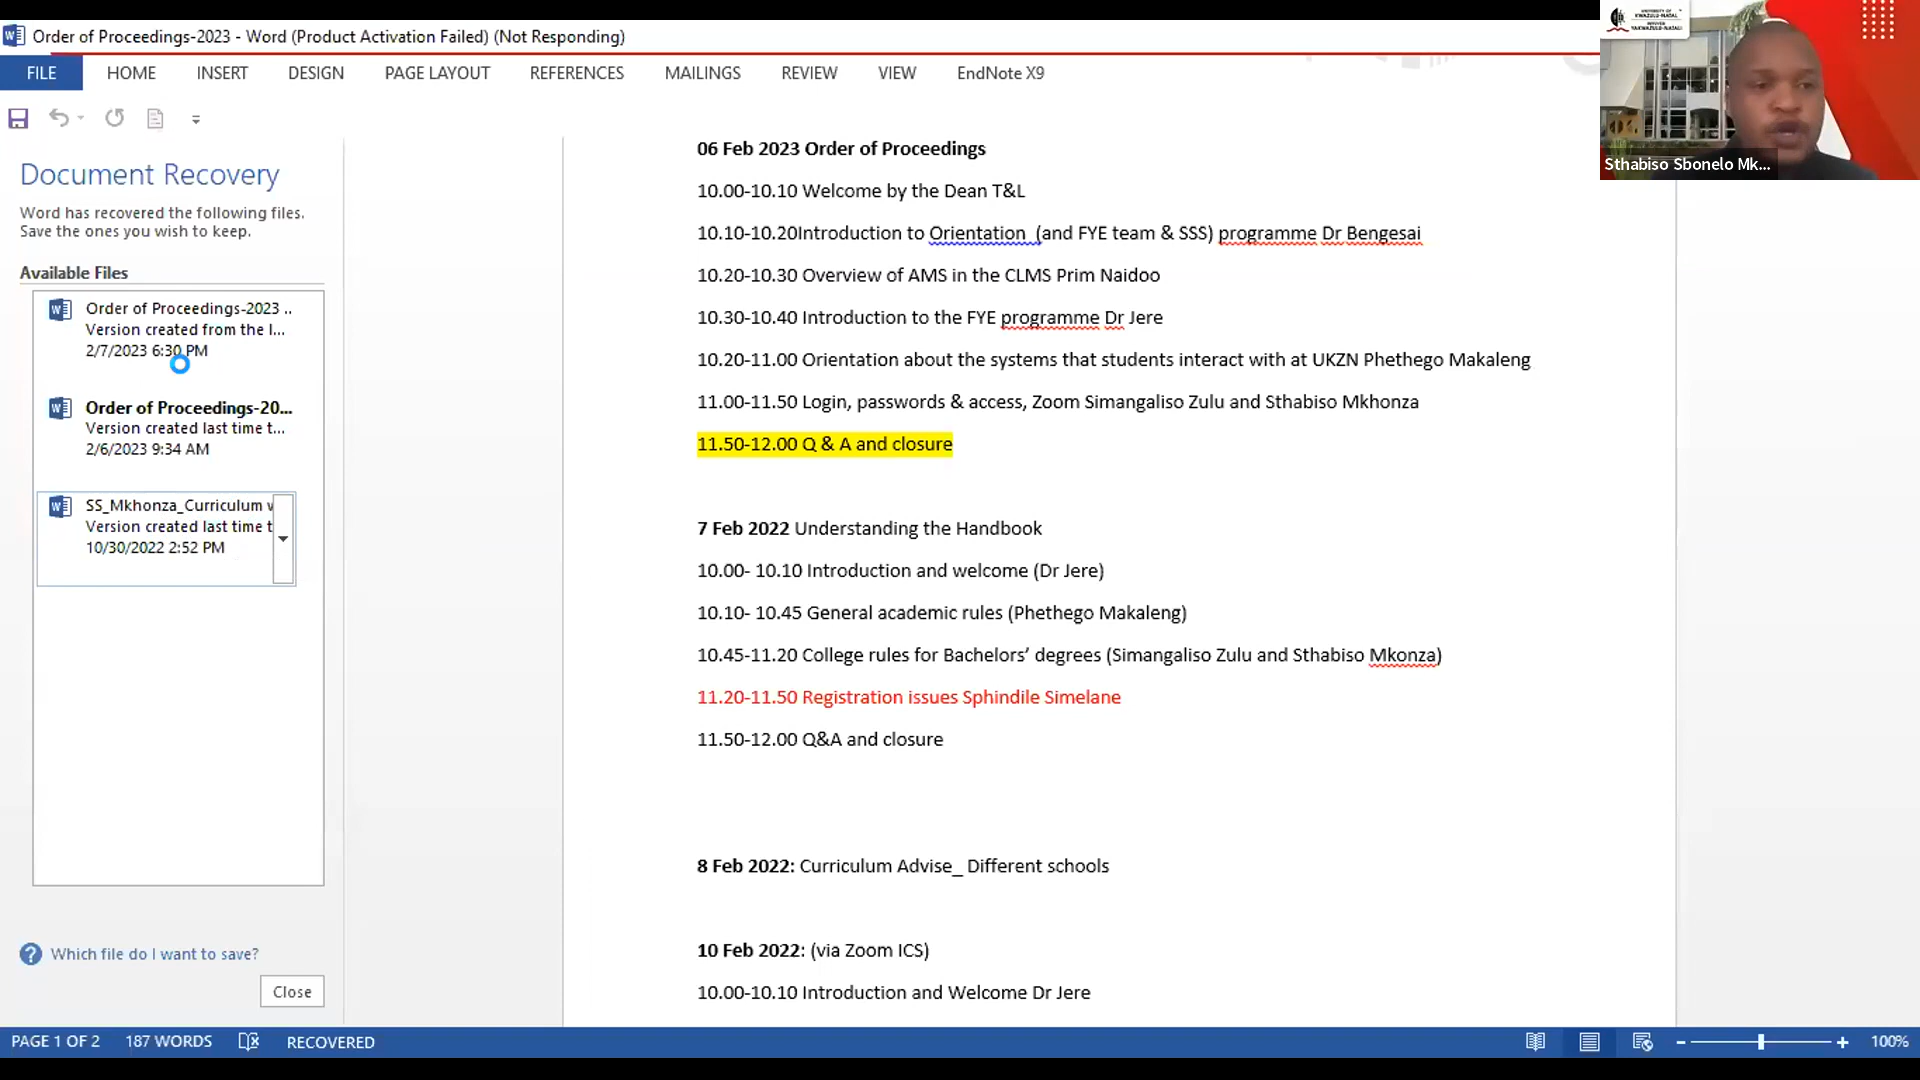 Order of Proceedings-2023 - Word (Product Activation Failed) (Not Responding)
FILE HOME INSERT DESIGN PAGE LAYOUT REFERENCES MAILINGS REVIEW VIEW EndNote X9
UNIVERSITY OF
KWAZULU-NATAL
INYUVESI
YAKWAZULU-NATALI
Sthabiso Sbonelo Mk...
Document Recovery
Word has recovered the following files.
Save the ones you wish to keep.
Available Files
Order of Proceedings-2023 ..
Version created from the l...
2/7/2023 6:30 PM
Order of Proceedings-20...
Version created last time t...
2/6/2023 9:34 AM
SS_Mkhonza_Curriculum v
Version created last time t
10/30/2022 2:52 PM
Which file do I want to save?
Close
06 Feb 2023 Order of Proceedings
10.00-10.10 Welcome by the Dean T&L
10.10-10.20Introduction to Orientation (and FYE team & SSS) programme Dr Bengesai
10.20-10.30 Overview of AMS in the CLMS Prim Naidoo
10.30-10.40 Introduction to the FYE programme Dr Jere
10.20-11.00 Orientation about the systems that students interact with at UKZN Phethego Makaleng
11.00-11.50 Login, passwords & access, Zoom Simangaliso Zulu and Sthabiso Mkhonza
11.50-12.00 Q & A and closure
7 Feb 2022 Understanding the Handbook
10.00- 10.10 Introduction and welcome (Dr Jere)
10.10- 10.45 General academic rules (Phethego Makaleng)
10.45-11.20 College rules for Bachelors’ degrees (Simangaliso Zulu and Sthabiso Mkonza)
11.20-11.50 Registration issues Sphindile Simelane
11.50-12.00 Q&A and closure
8 Feb 2022: Curriculum Advise_ Different schools
10 Feb 2022: (via Zoom ICS)
10.00-10.10 Introduction and Welcome Dr Jere
PAGE 1 OF 2 187 WORDS RECOVERED 100%